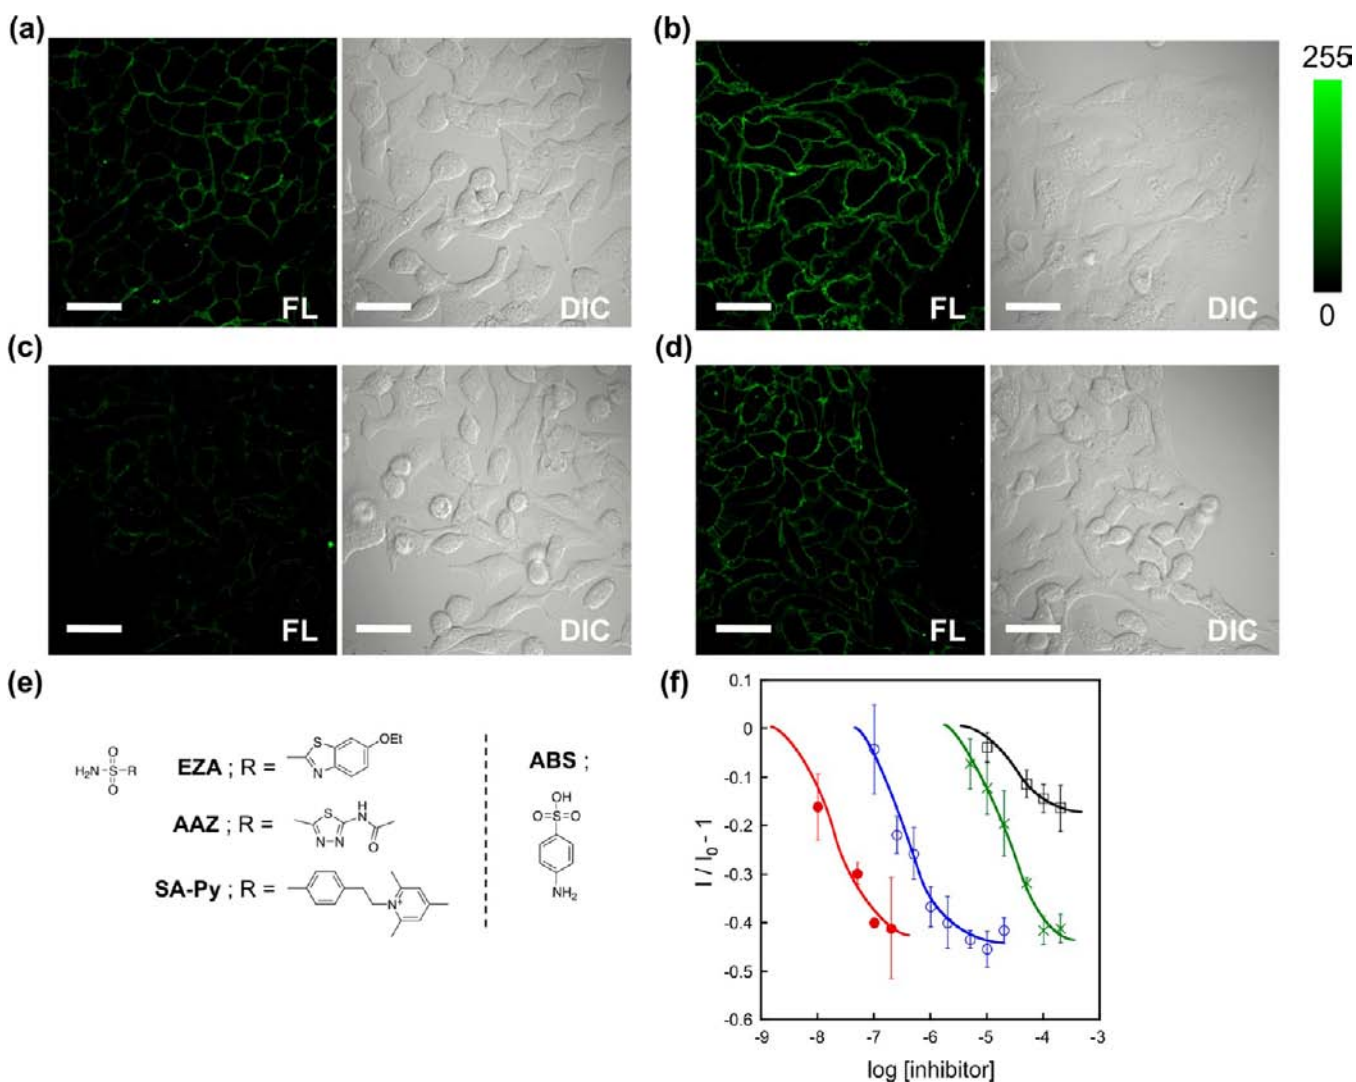 (a)
(b)
255
FL
DIC
FL
DIC
0
(c)
(d)
FL
DIC
FL
DIC
(e)
(f)
H₂N-S-R
O
O
EZA ; R =
S
N
OEt
AAZ ; R =
S
N-N
H
N
O
SA-Py ; R =
N⁺
ABS ;
OH
O=S=O
NH₂
0.1
0
-0.1
-0.2
-0.3
-0.4
-0.5
-0.6
I / I₀ - 1
-9 -8 -7 -6 -5 -4 -3
log [inhibitor]